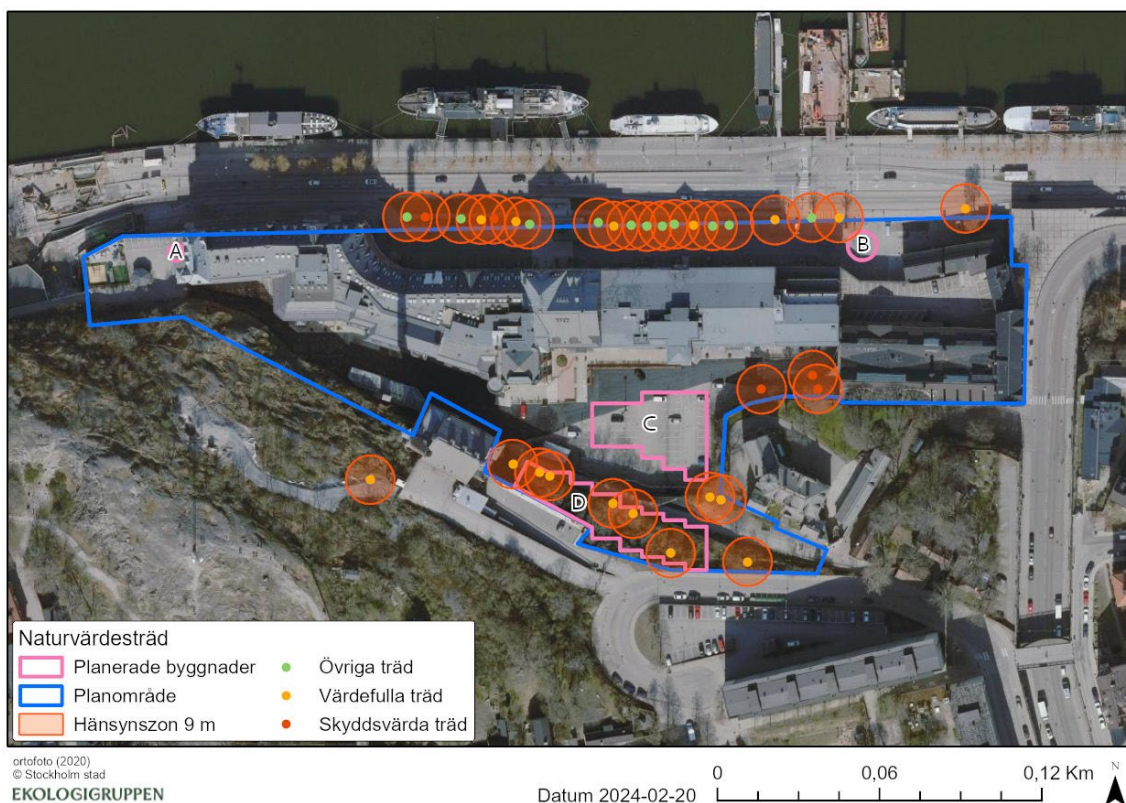 A
B
C
D
Naturvärdesträd
Planerade byggnader
Planområde
Hänsynszon 9 m
Övriga träd
Värdefulla träd
Skyddsvärda träd
ortofoto (2020)
© Stockholm stad
EKOLOGIGRUPPEN
Datum 2024-02-20
0 0,06 0,12 Km
N